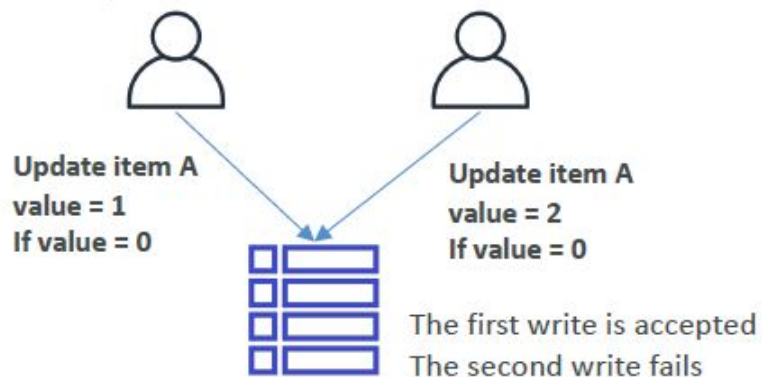 Update item A
value = 1
If value = 0
Update item A
value = 2
If value = 0
The first write is accepted
The second write fails